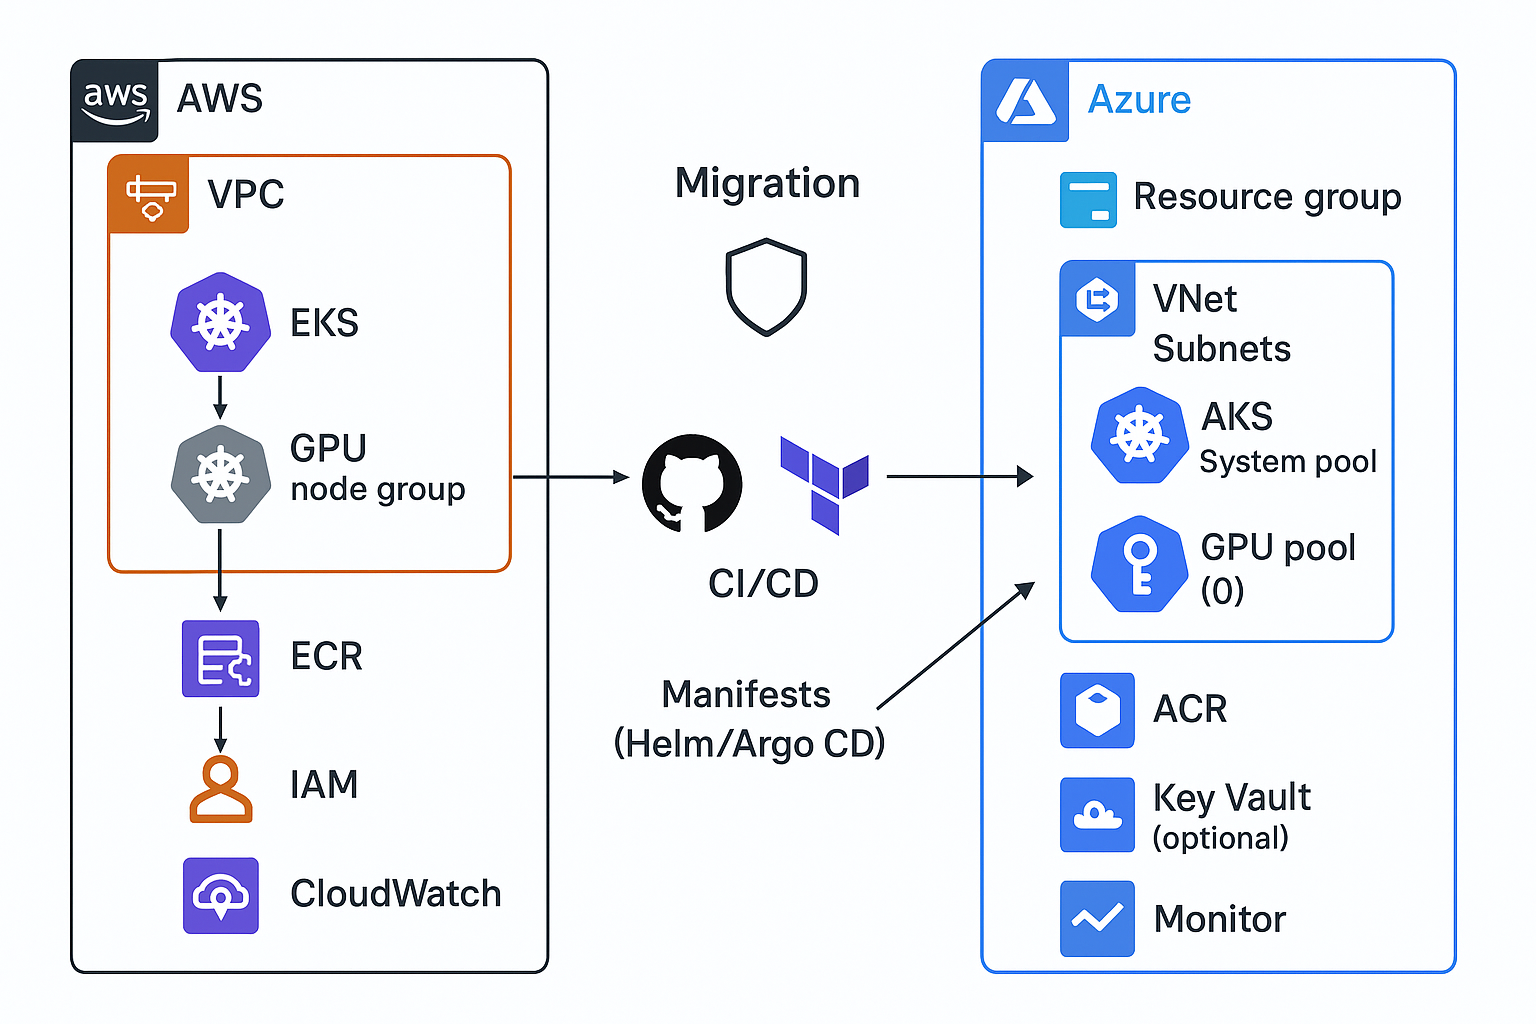 aws
AWS
VPC
EKS
GPU
node group
ECR
IAM
CloudWatch
Migration
CI/CD
Manifests
(Helm/Argo CD)
Azure
Resource group
VNet
Subnets
AKS
System pool
GPU pool
(0)
ACR
Key Vault
(optional)
Monitor